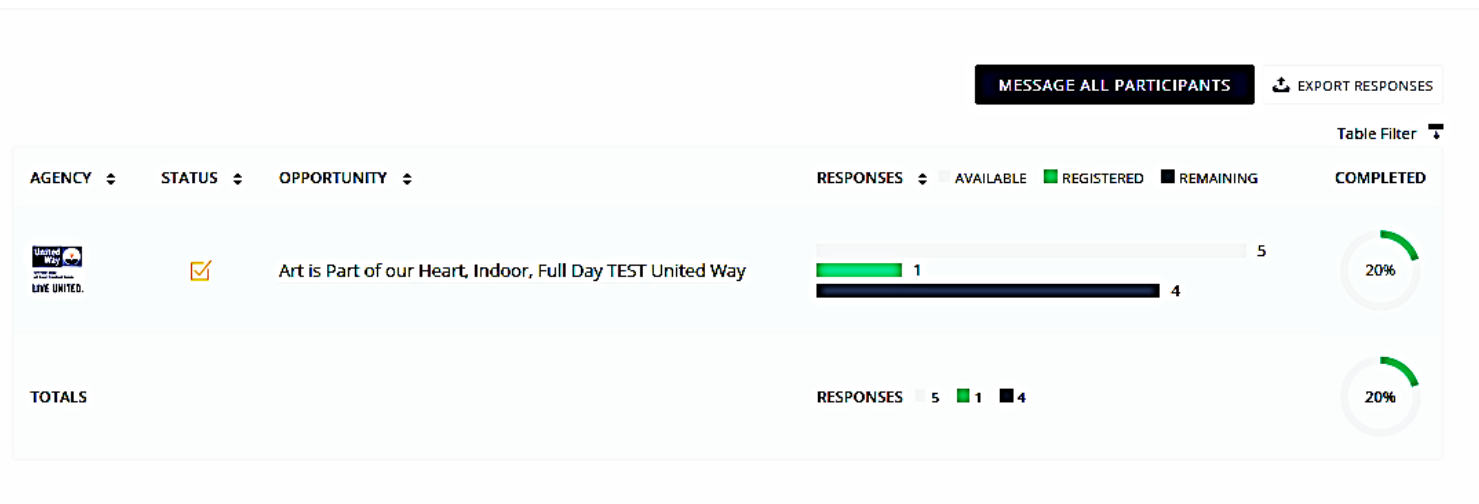 MESSAGE ALL PARTICIPANTS EXPORT RESPONSES
Table Filter
AGENCY STATUS OPPORTUNITY RESPONSES AVAILABLE REGISTERED REMAINING COMPLETED
United
Way
LIVE UNITED.
Art is Part of our Heart, Indoor, Full Day TEST United Way
5
1
4
20%
TOTALS RESPONSES 5 1 4 20%